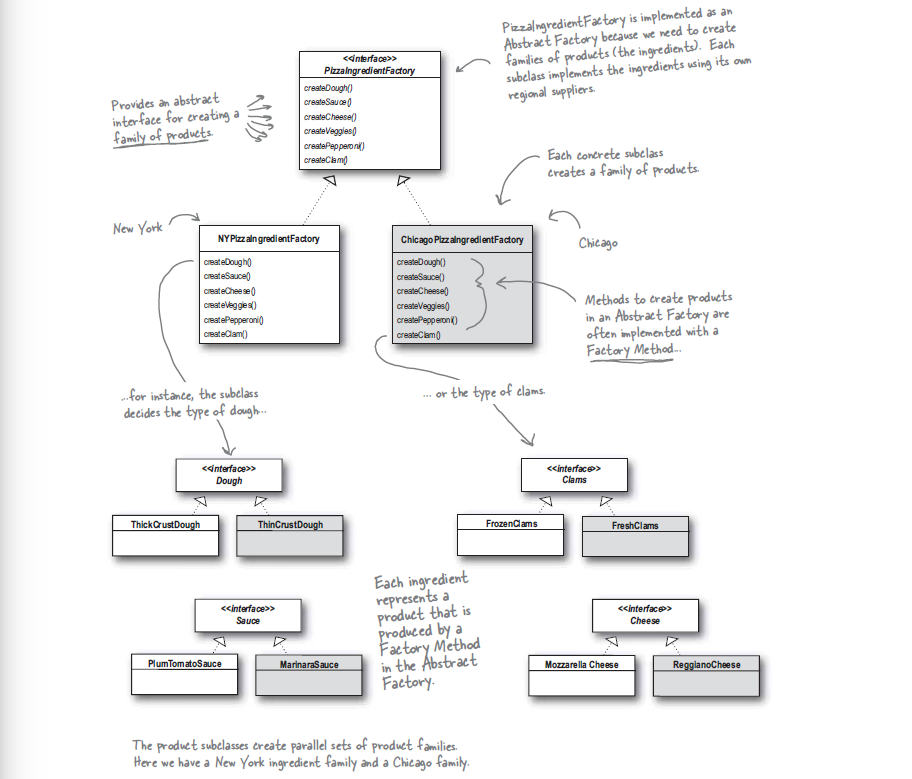 PizzaIngredientFactory is implemented as an
Abstract Factory because we need to create
families of products (the ingredients). Each
subclass implements the ingredients using its own
regional suppliers.
<<interface>>
PizzaIngredientFactory
createDough()
createSauce()
createCheese()
createVeggies()
createPepperoni()
createClam()
Provides an abstract
interface for creating a
family of products.
Each concrete subclass
creates a family of products.
New York
NYPizzaIngredientFactory
createDough()
createSauce()
createCheese()
createVeggies()
createPepperoni()
createClam()
ChicagoPizzaIngredientFactory
createDough()
createSauce()
createCheese()
createVeggies()
createPepperoni()
createClam()
Chicago
Methods to create products
in an Abstract Factory are
often implemented with a
Factory Method...
...for instance, the subclass
decides the type of dough...
... or the type of clams.
<<interface>>
Dough
ThickCrustDough
ThinCrustDough
<<interface>>
Clams
FrozenClams
FreshClams
Each ingredient
represents a
product that is
produced by a
Factory Method
in the Abstract
Factory.
<<interface>>
Sauce
PlumTomatoSauce
MarinaraSauce
<<interface>>
Cheese
Mozzarella Cheese
ReggianoCheese
The product subclasses create parallel sets of product families.
Here we have a New York ingredient family and a Chicago family.